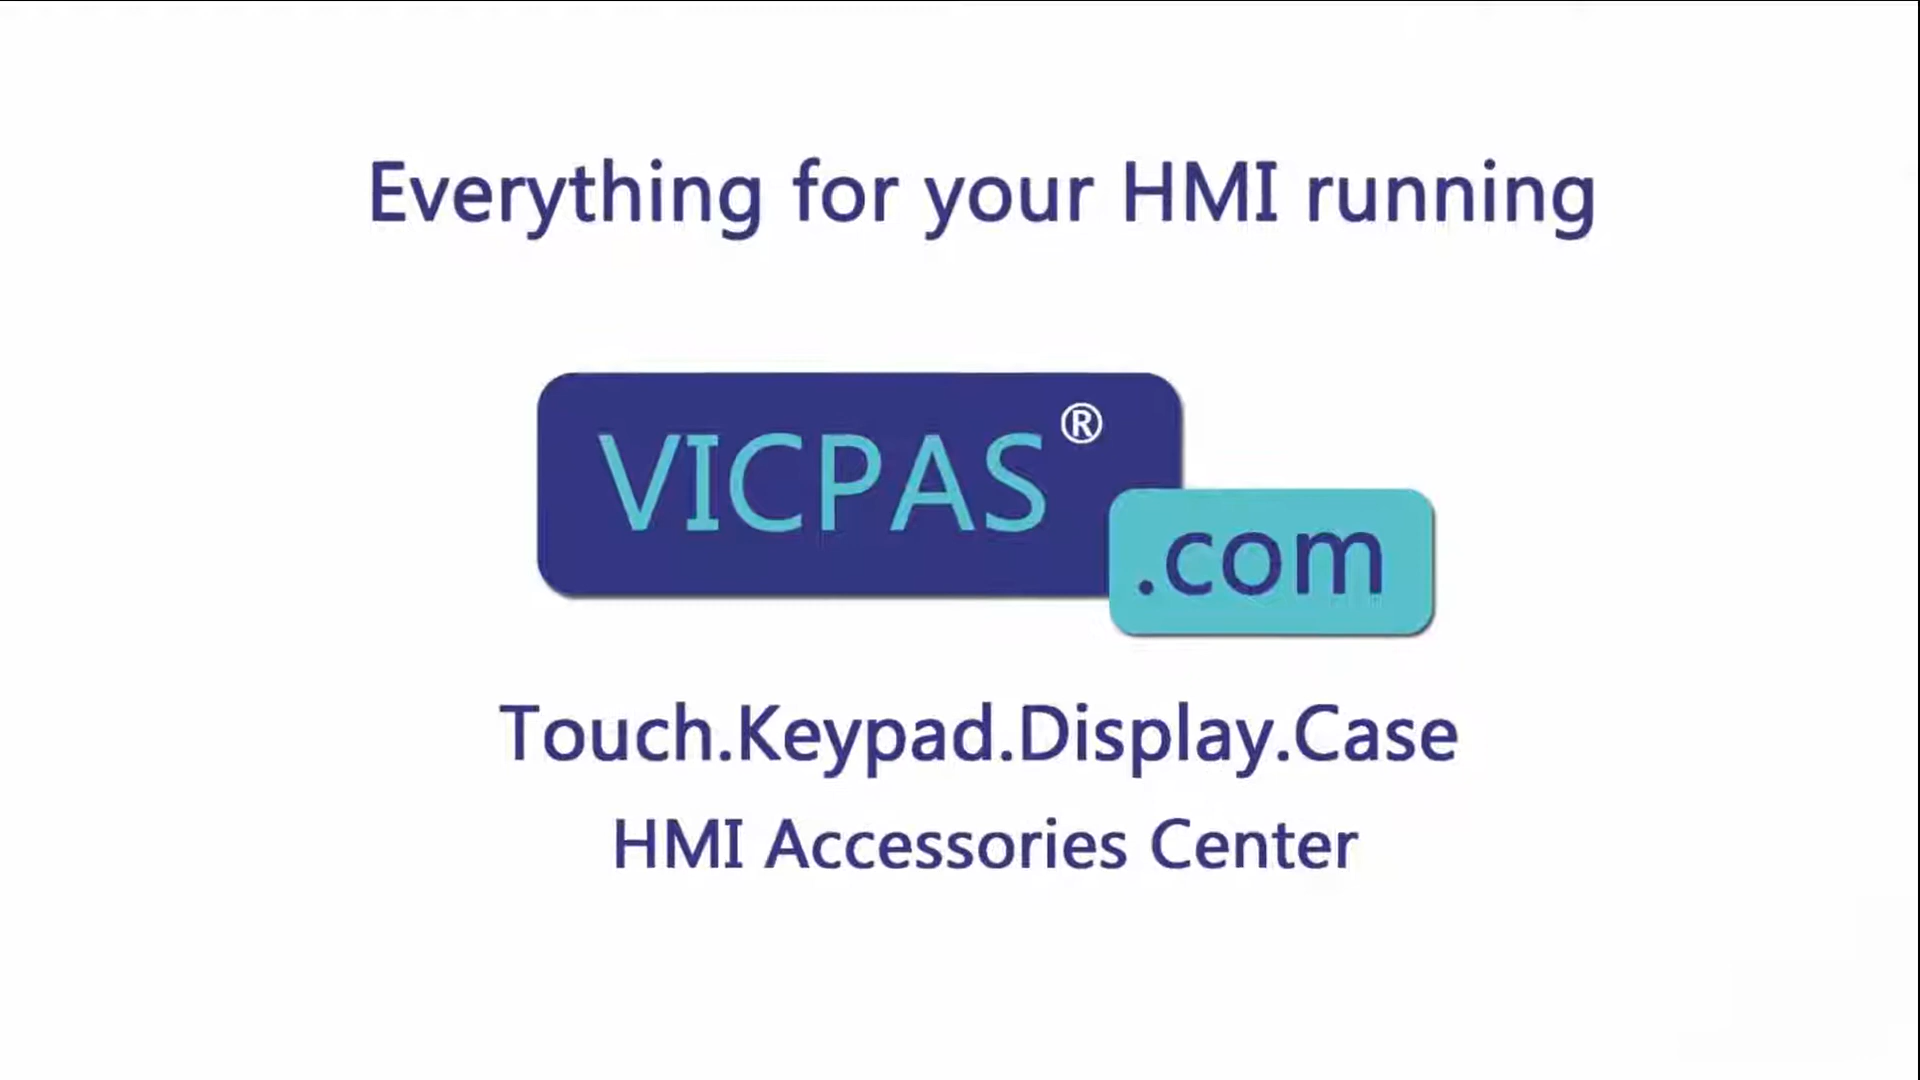 Everything for your HMI running
VICPAS®
.com
Touch.Keypad.Display.Case
HMI Accessories Center